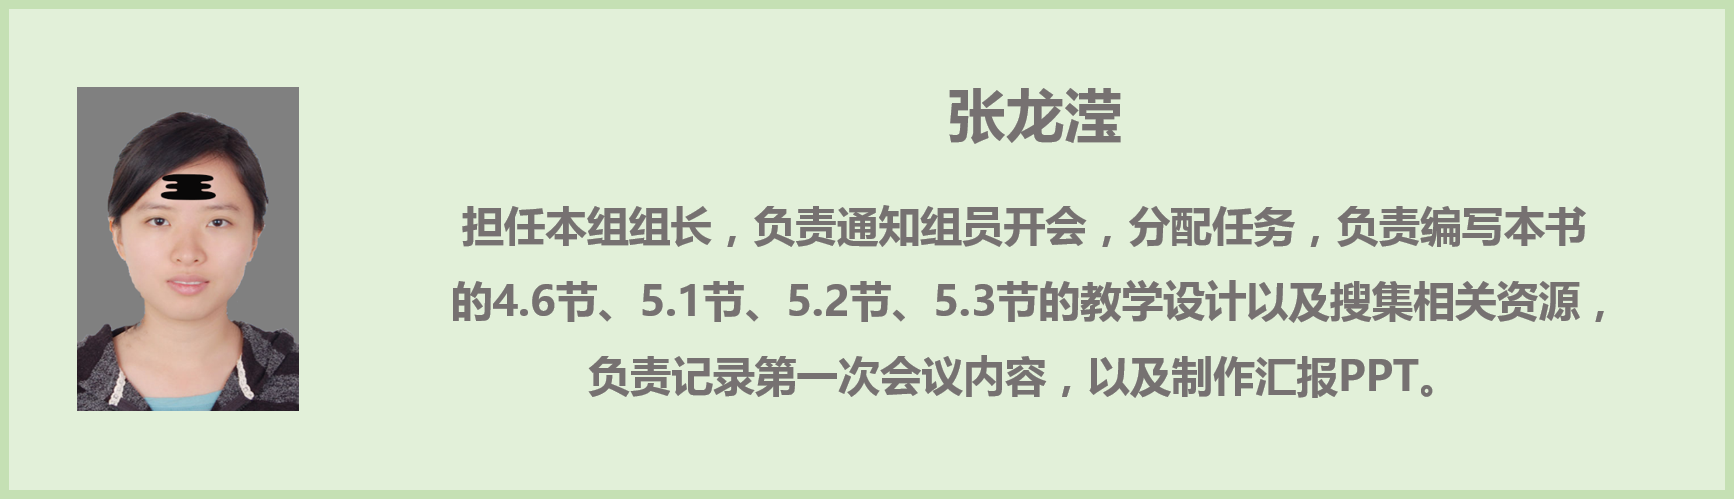 张龙滢
担任本组组长，负责通知组员开会，分配任务，负责编写本书
的4.6节、5.1节、5.2节、5.3节的教学设计以及搜集相关资源，
负责记录第一次会议内容，以及制作汇报PPT。